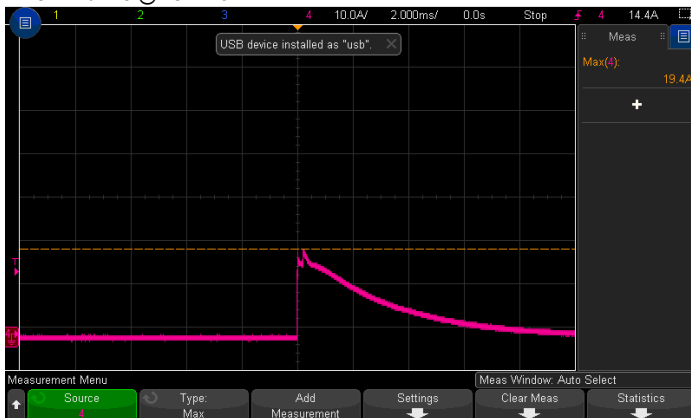 1 2 3 4 10.0A/ 2.000ms/ 0.0s Stop 4 14.4A
USB device installed as "usb".
Meas
Max(4):
19.4A
+
T
Measurement Menu
Meas Window: Auto Select
Source
4
Type:
Max
Add
Measurement
Settings
Clear Meas
Statistics